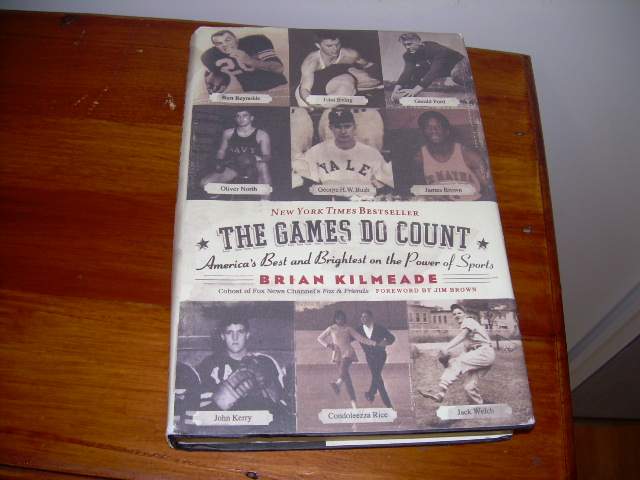 Burt Reynolds
John Irving
Gerald Ford
NAVY
YALE
Oliver North
George H.W. Bush
James Brown
NEW YORK TIMES BESTSELLER
THE GAMES DO COUNT
America's Best and Brightest on the Power of Sports
BRIAN KILMEADE
Cohost of Fox News Channel's Fox & Friends FOREWORD BY JIM BROWN
John Kerry
Condoleezza Rice
Jack Welch